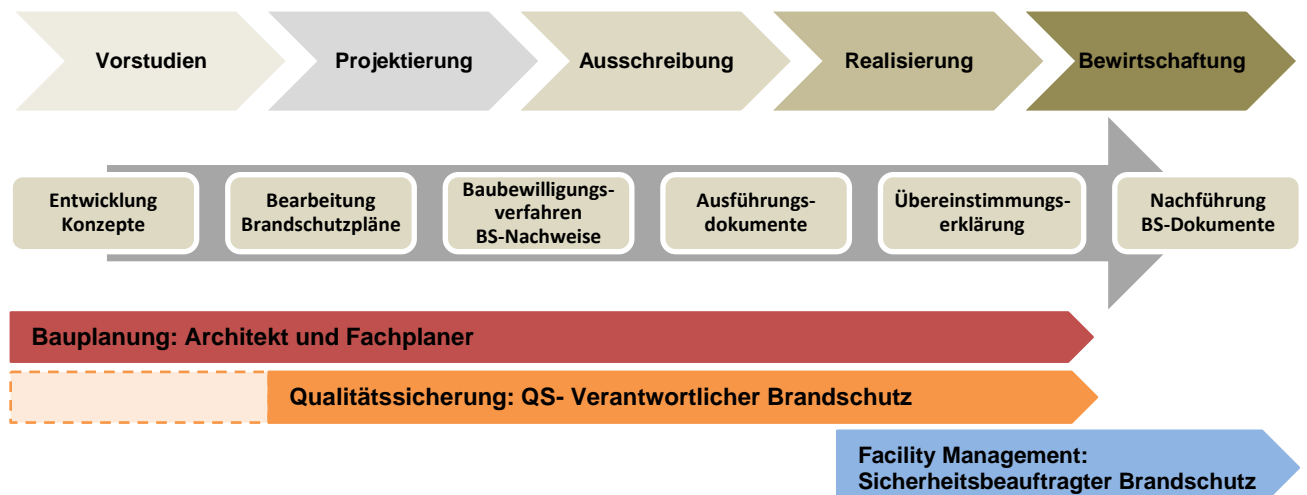 Vorstudien
Projektierung
Ausschreibung
Realisierung
Bewirtschaftung
Entwicklung
Konzepte
Bearbeitung
Brandschutzpläne
Baubewilligungs-
verfahren
BS-Nachweise
Ausführungs-
dokumente
Übereinstimmungs-
erklärung
Nachführung
BS-Dokumente
Bauplanung: Architekt und Fachplaner
Qualitätssicherung: QS- Verantwortlicher Brandschutz
Facility Management:
Sicherheitsbeauftragter Brandschutz